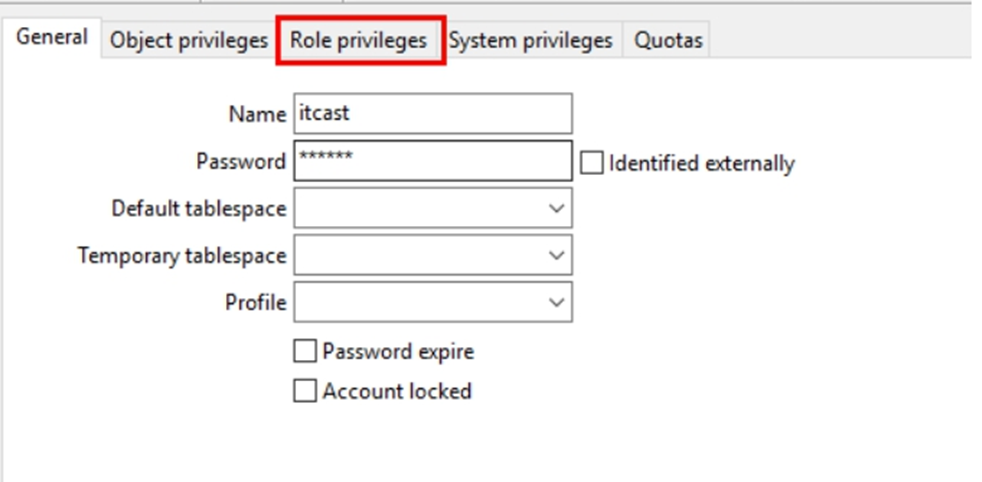 General Object privileges Role privileges System privileges Quotas
Name itcast
Password ****** Identified externally
Default tablespace
Temporary tablespace
Profile
Password expire
Account locked